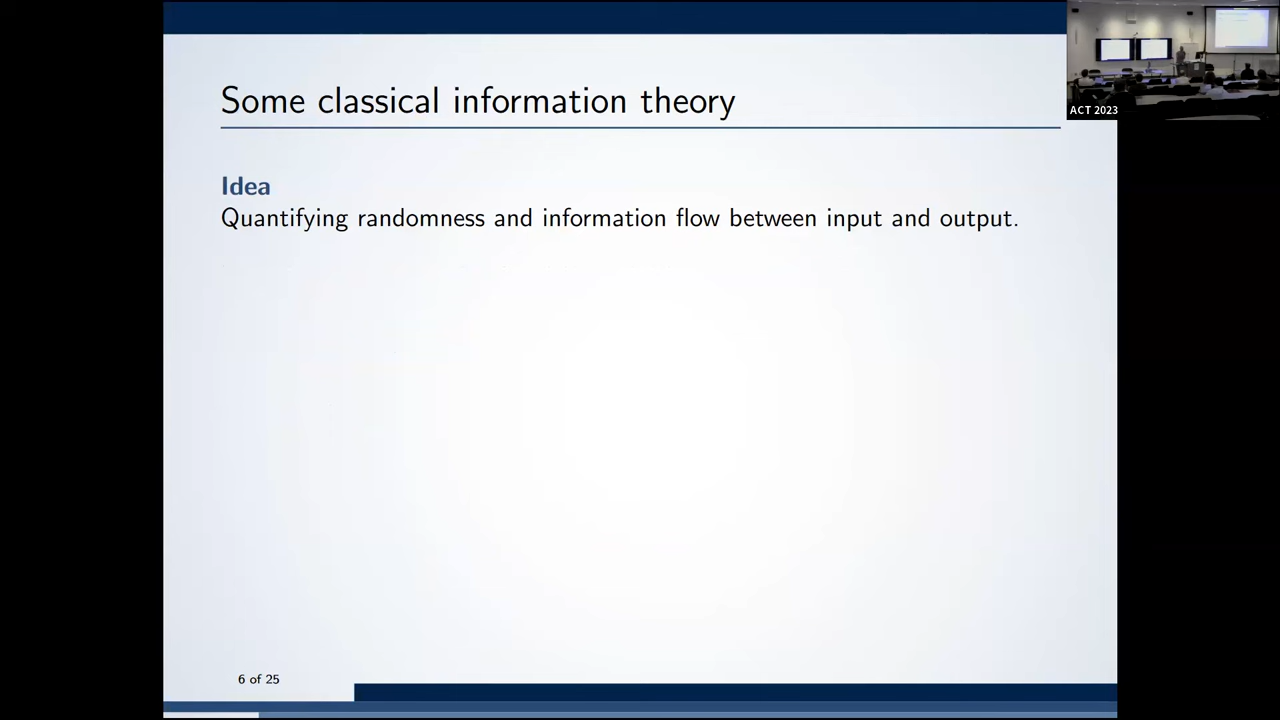 Some classical information theory
ACT 2023
Idea
Quantifying randomness and information flow between input and output.
6 of 25